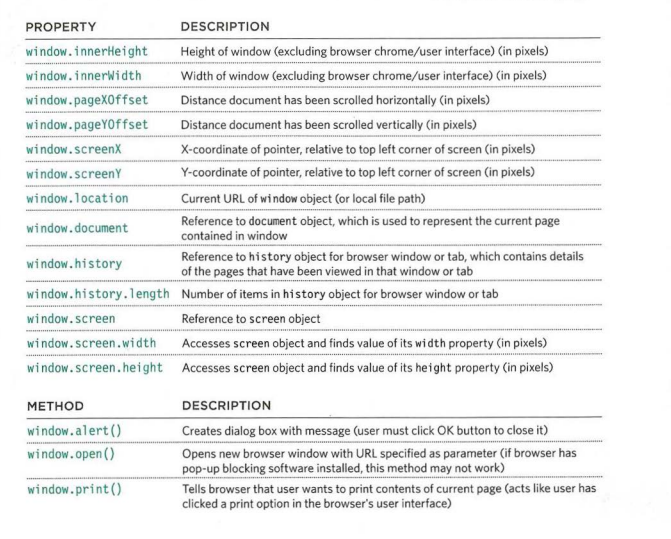 PROPERTY DESCRIPTION
window.innerHeight Height of window (excluding browser chrome/user interface) (in pixels)
window.innerWidth Width of window (excluding browser chrome/user interface) (in pixels)
window.pageXOffset Distance document has been scrolled horizontally (in pixels)
window.pageYOffset Distance document has been scrolled vertically (in pixels)
window.screenX X-coordinate of pointer, relative to top left corner of screen (in pixels)
window.screenY Y-coordinate of pointer, relative to top left corner of screen (in pixels)
window.location Current URL of window object (or local file path)
window.document Reference to document object, which is used to represent the current page
contained in window
window.history Reference to history object for browser window or tab, which contains details
of the pages that have been viewed in that window or tab
window.history.length Number of items in history object for browser window or tab
window.screen Reference to screen object
window.screen.width Accesses screen object and finds value of its width property (in pixels)
window.screen.height Accesses screen object and finds value of its height property (in pixels)
METHOD DESCRIPTION
window.alert() Creates dialog box with message (user must click OK button to close it)
window.open() Opens new browser window with URL specified as parameter (if browser has
pop-up blocking software installed, this method may not work)
window.print() Tells browser that user wants to print contents of current page (acts like user has
clicked a print option in the browser's user interface)